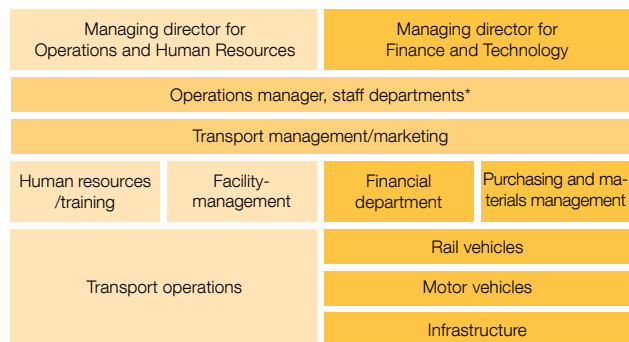 Managing director for
Operations and Human Resources
Managing director for
Finance and Technology
Operations manager, staff departments*
Transport management/marketing
Human resources
/training
Facility-
management
Financial
department
Purchasing and ma-
terials management
Transport operations
Rail vehicles
Motor vehicles
Infrastructure